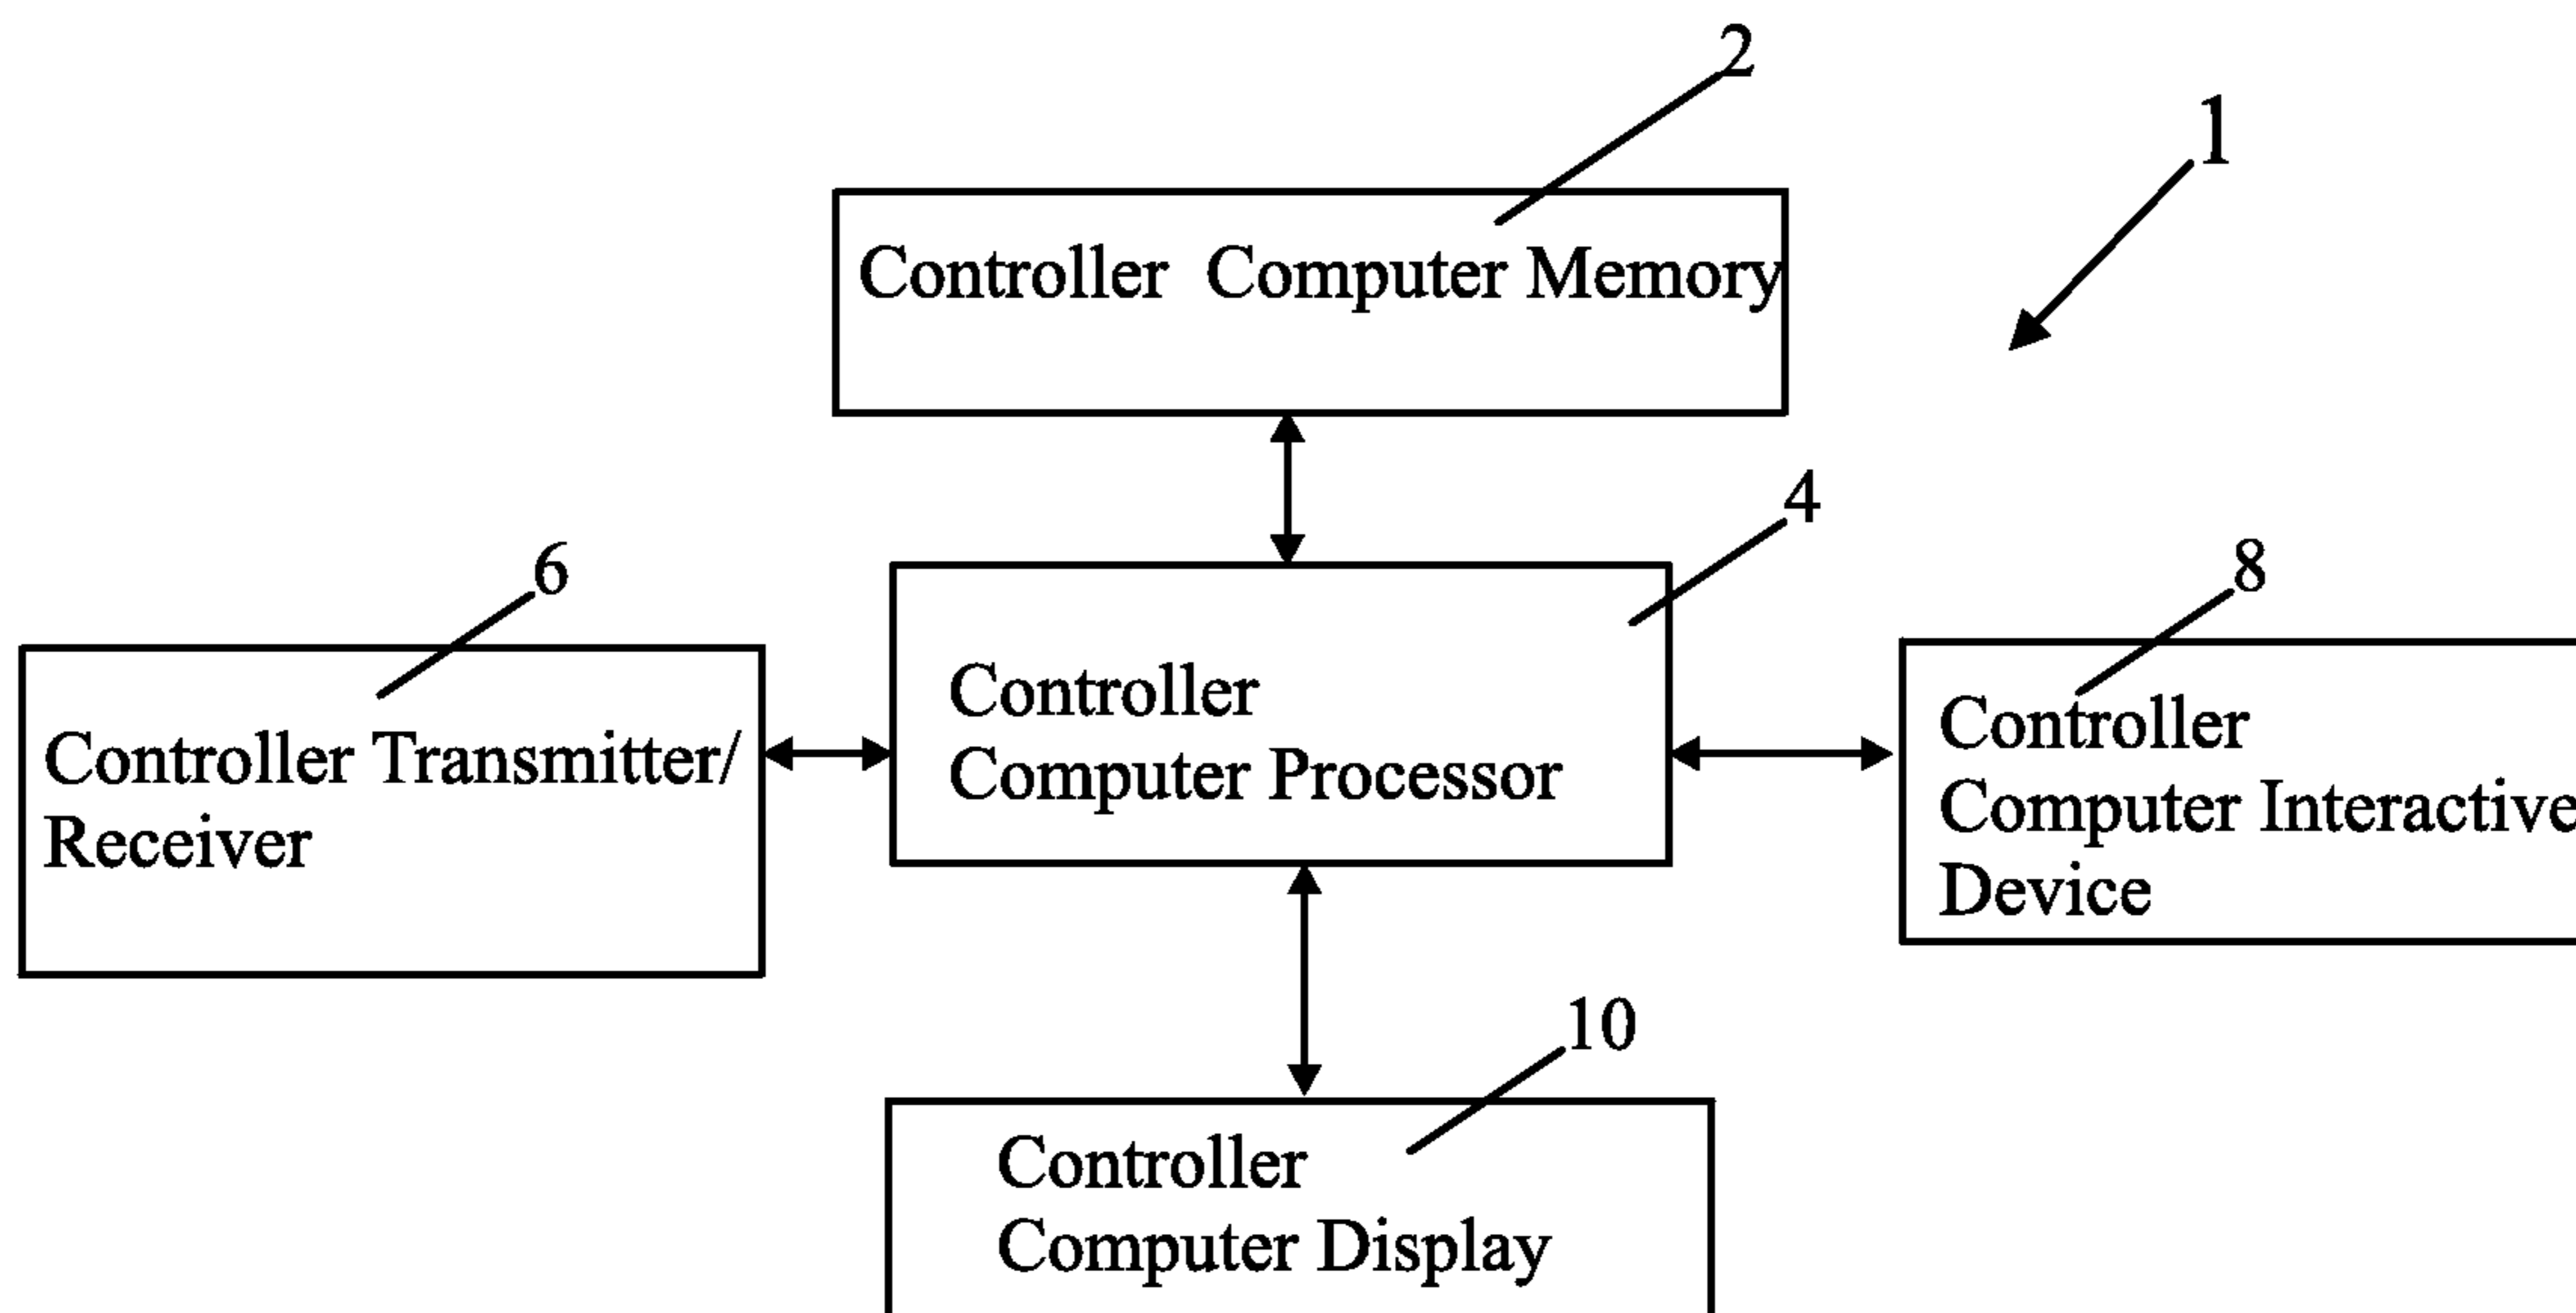 2
1
Controller Computer Memory
4
6
8
Controller Transmitter/
Receiver
Controller
Computer Processor
Controller
Computer Interactive
Device
10
Controller
Computer Display